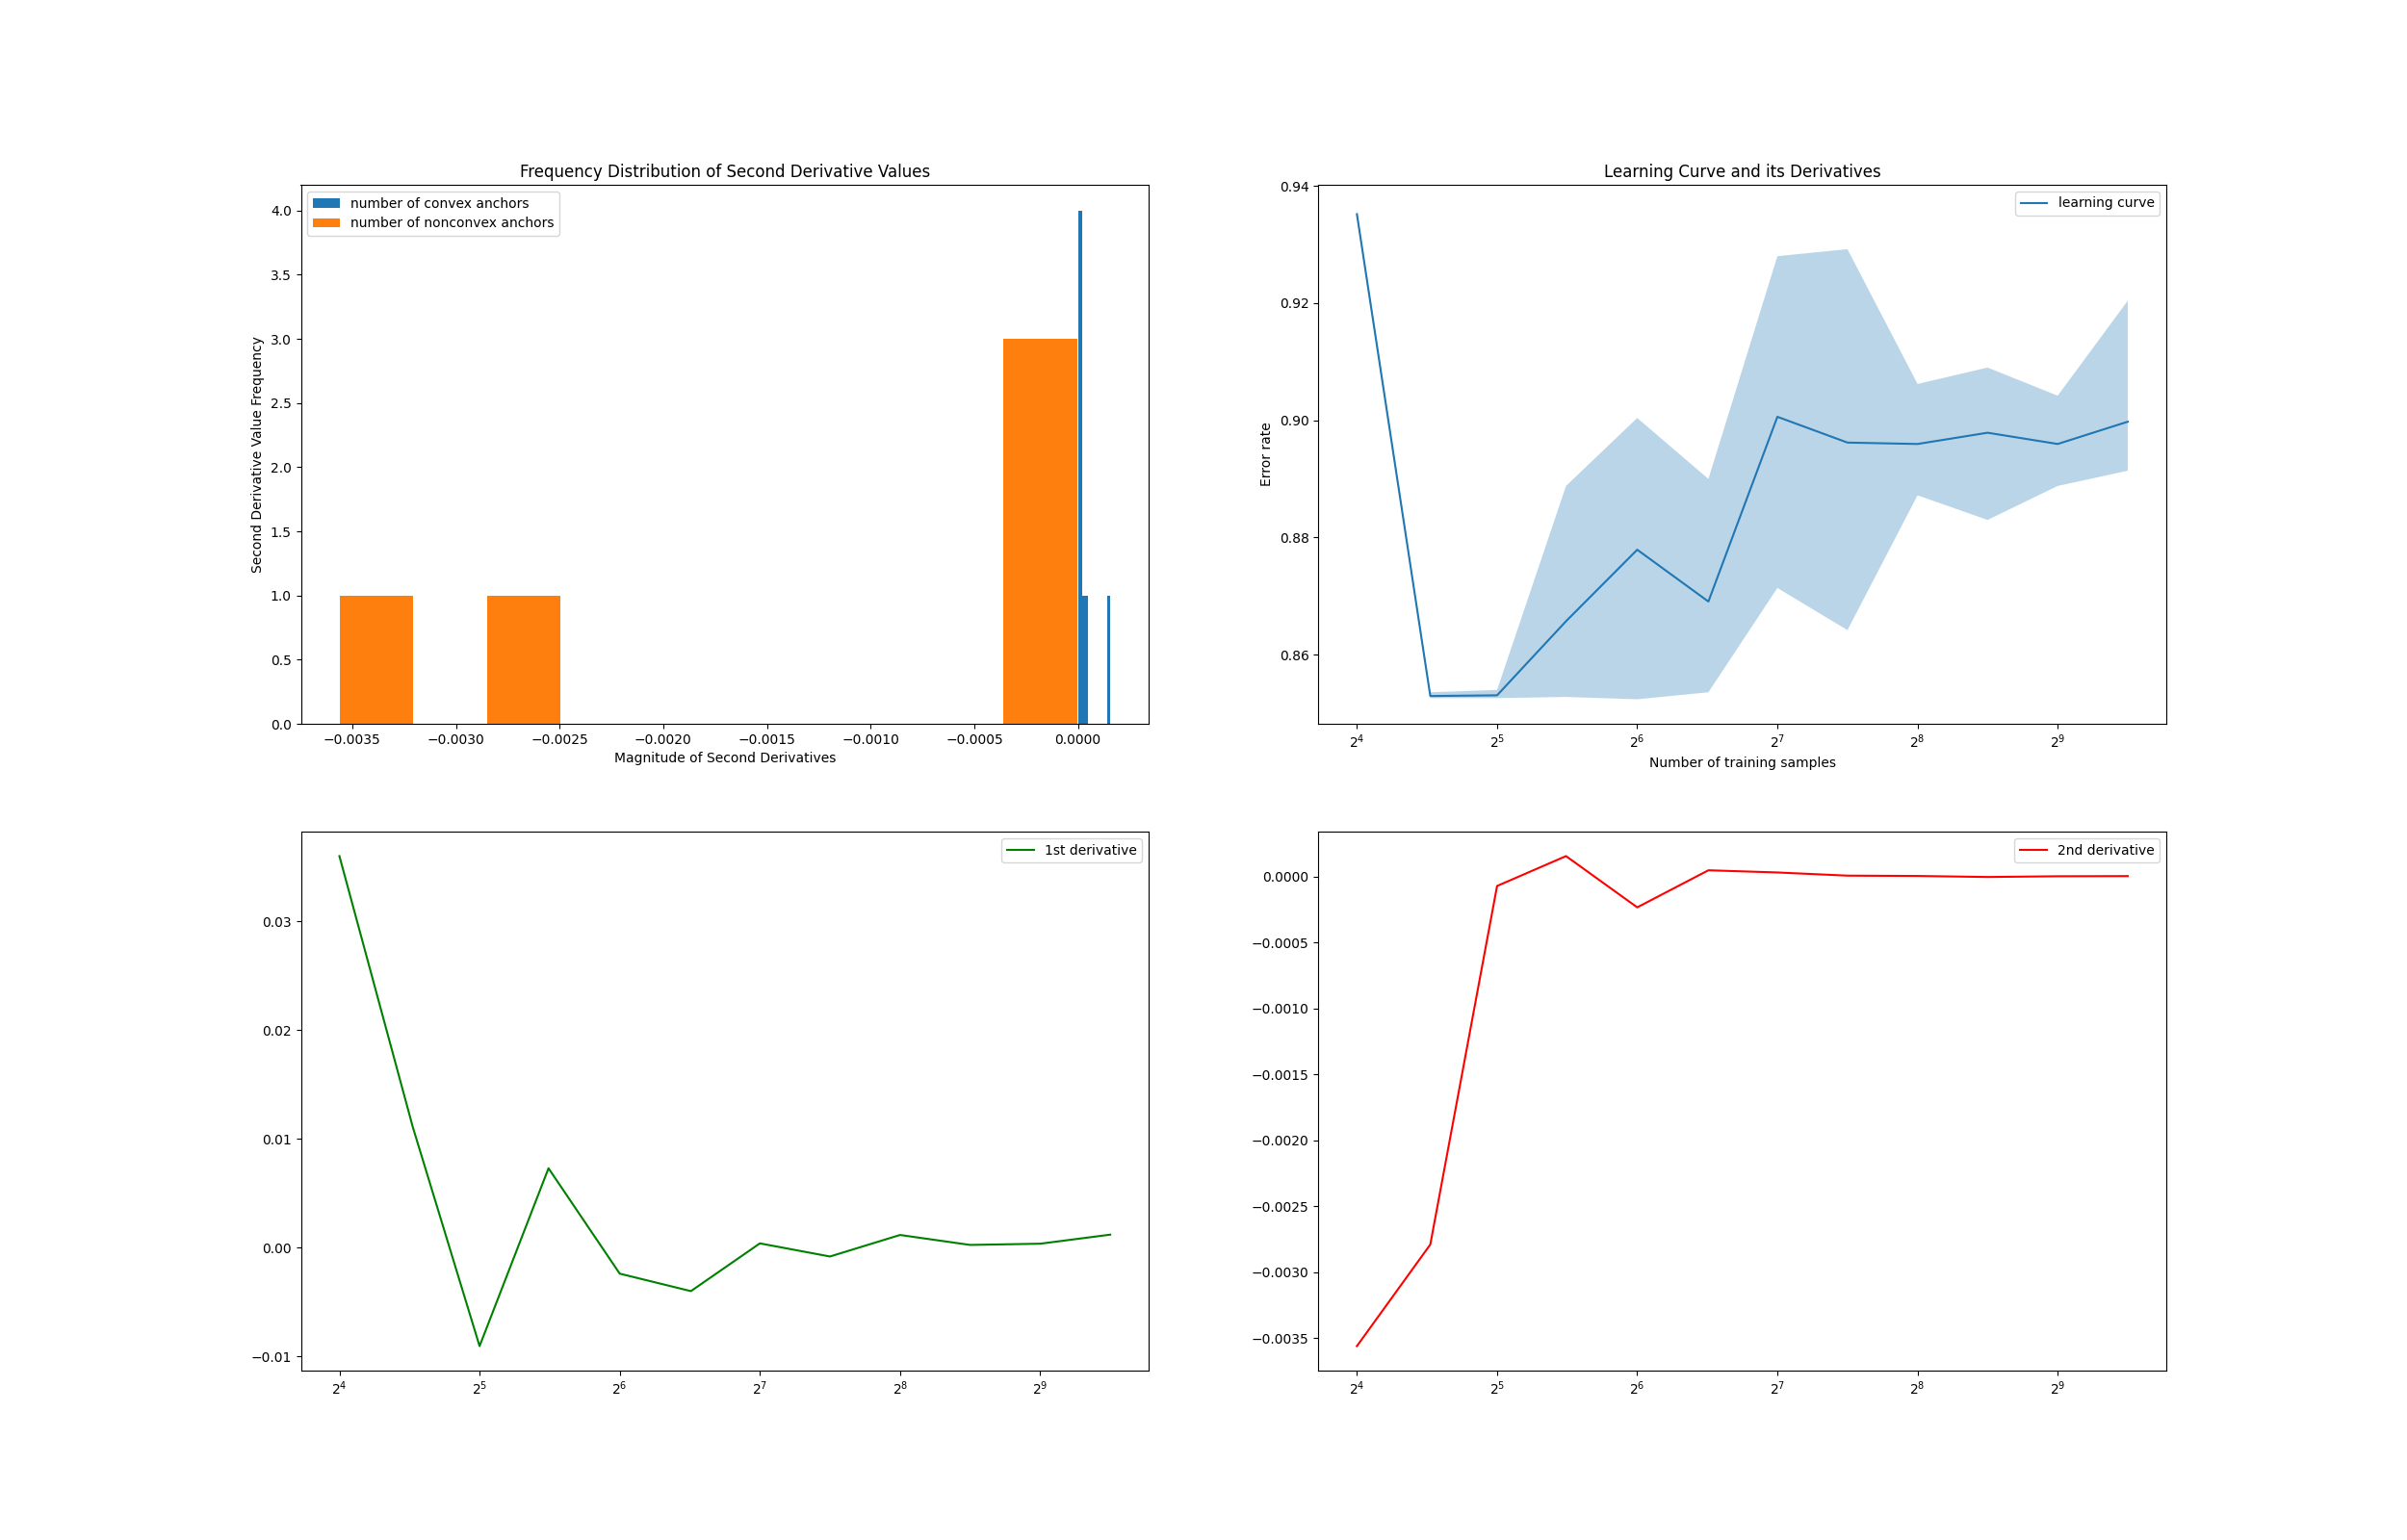 Frequency Distribution of Second Derivative Values
number of convex anchors
number of nonconvex anchors
Second Derivative Value Frequency
4.0
3.5
3.0
2.5
2.0
1.5
1.0
0.5
0.0
−0.0035 −0.0030 −0.0025 −0.0020 −0.0015 −0.0010 −0.0005 0.0000
Magnitude of Second Derivatives
Learning Curve and its Derivatives
learning curve
Error rate
0.94
0.92
0.90
0.88
0.86
2⁴ 2⁵ 2⁶ 2⁷ 2⁸ 2⁹
Number of training samples
1st derivative
0.03
0.02
0.01
0.00
−0.01
2⁴ 2⁵ 2⁶ 2⁷ 2⁸ 2⁹
2nd derivative
0.0000
−0.0005
−0.0010
−0.0015
−0.0020
−0.0025
−0.0030
−0.0035
2⁴ 2⁵ 2⁶ 2⁷ 2⁸ 2⁹